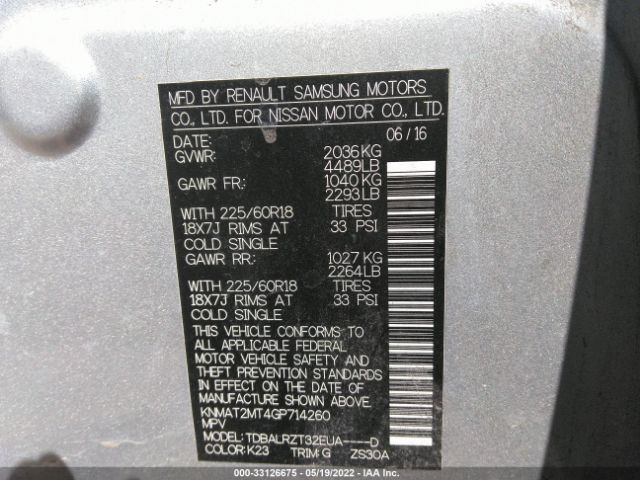 MFD BY RENAULT SAMSUNG MOTORS
CO., LTD. FOR NISSAN MOTOR CO., LTD.
DATE: 06/16
GVWR: 2036KG
4489LB
GAWR FR: 1040KG
2293LB
WITH 225/60R18 TIRES
18X7J RIMS AT 33 PSI
COLD SINGLE
GAWR RR: 1027KG
2264LB
WITH 225/60R18 TIRES
18X7J RIMS AT 33 PSI
COLD SINGLE
THIS VEHICLE CONFORMS TO
ALL APPLICABLE FEDERAL
MOTOR VEHICLE SAFETY AND
THEFT PREVENTION STANDARDS
IN EFFECT ON THE DATE OF
MANUFACTURE SHOWN ABOVE.
KNMAT2MT4GP714260
MPV
MODEL: TDBALRZT32EUA----D
COLOR:K23 TRIM:G ZS30A
000-33126675 - 05/19/2022 - IAA, Inc.